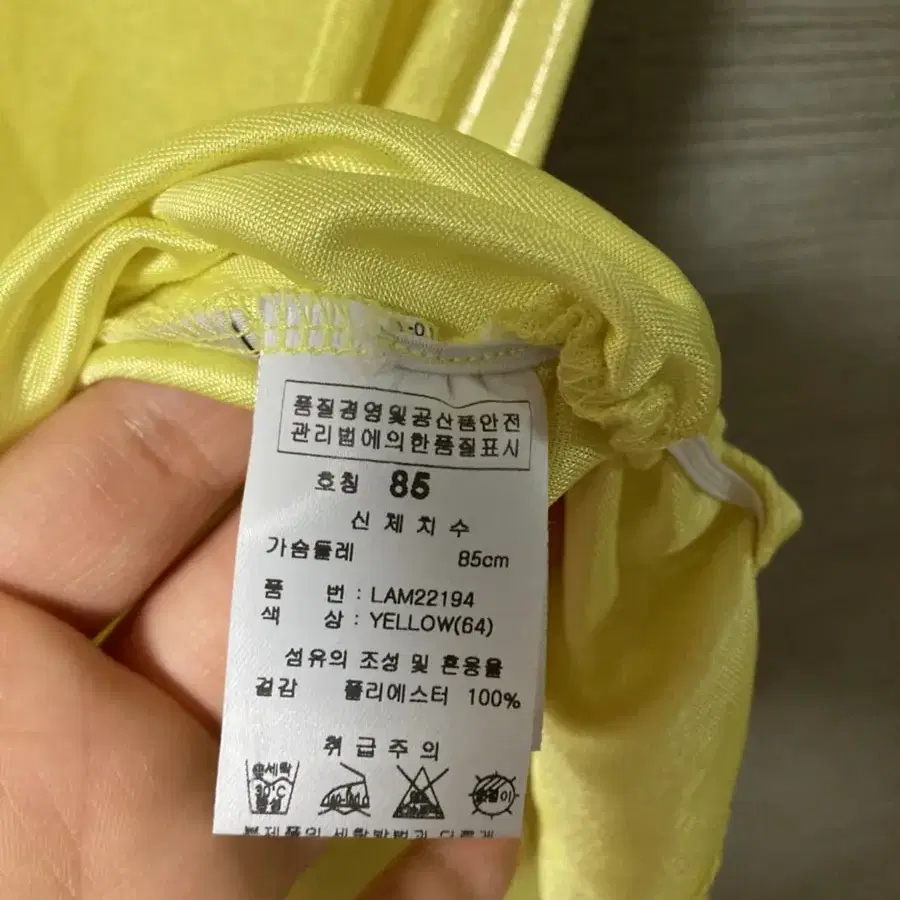 품질경영및공산품안전
관리법에의한품질표시
호칭 85
신체치수
가슴둘레 85cm
품 번 : LAM22194
색 상 : YELLOW(64)
섬유의 조성 및 혼용율
겉감 폴리에스터 100%
취급주의
30℃
중성